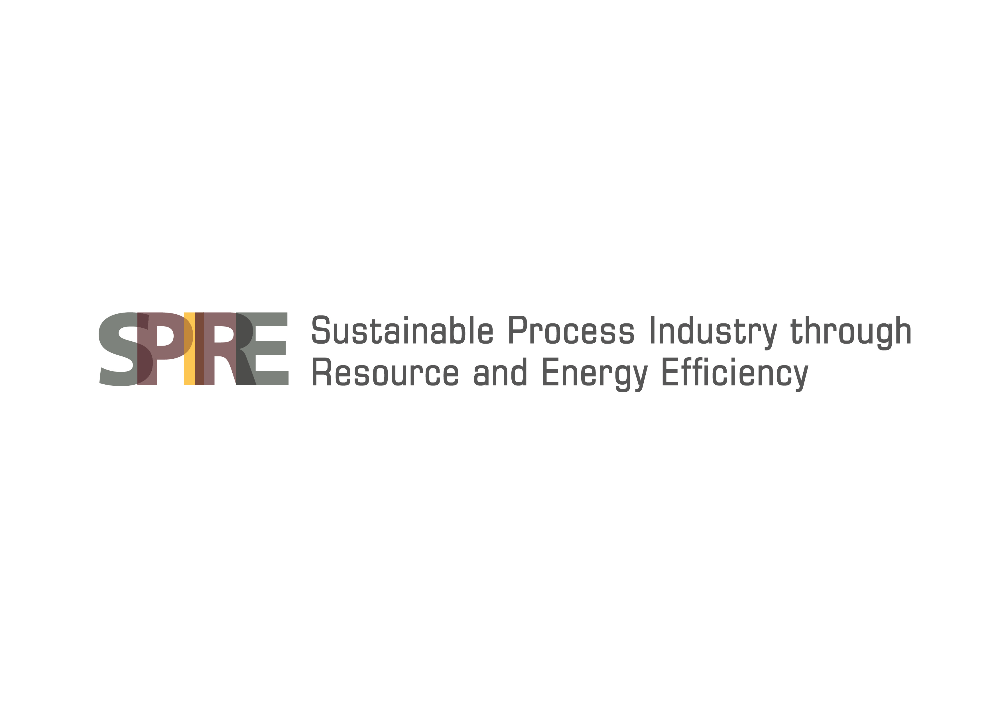 SPIRE
Sustainable Process Industry through
Resource and Energy Efficiency